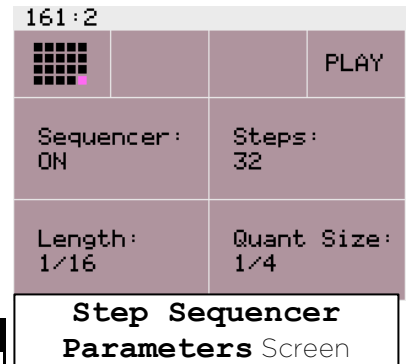 161:2
PLAY
Sequencer: Steps:
ON 32
Length: Quant Size:
1/16 1/4
Step Sequencer
Parameters Screen